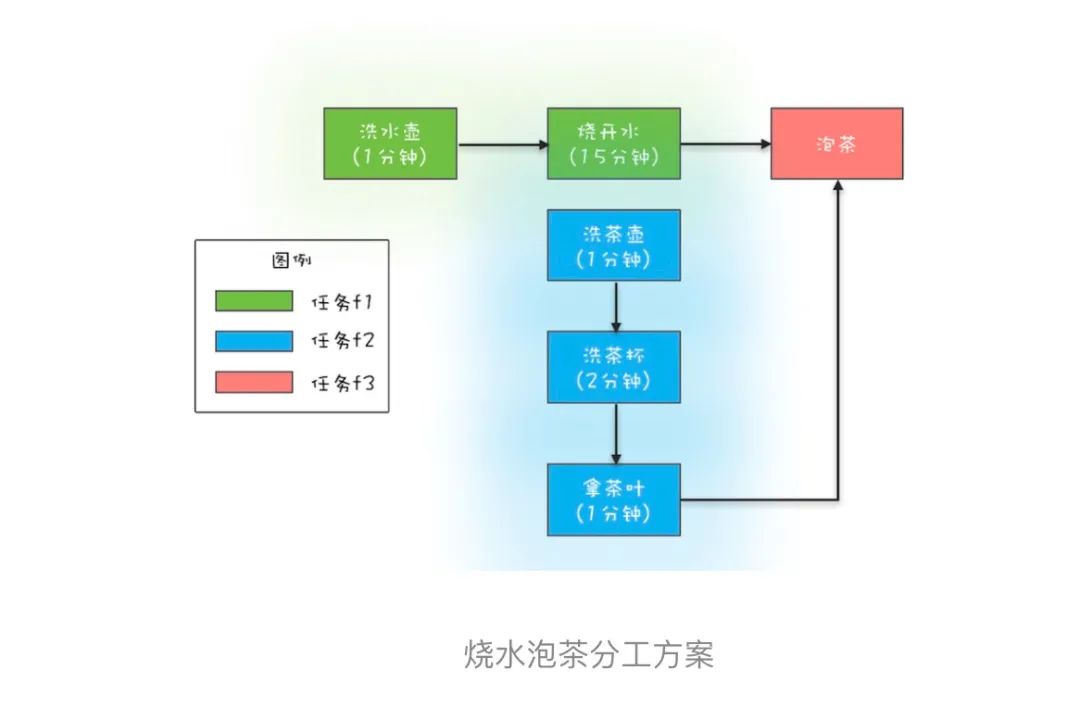 洗水壶
(1分钟)
烧开水
(15分钟)
泡茶
洗茶壶
(1分钟)
图例
任务f1
任务f2
任务f3
洗茶杯
(2分钟)
拿茶叶
(1分钟)
烧水泡茶分工方案